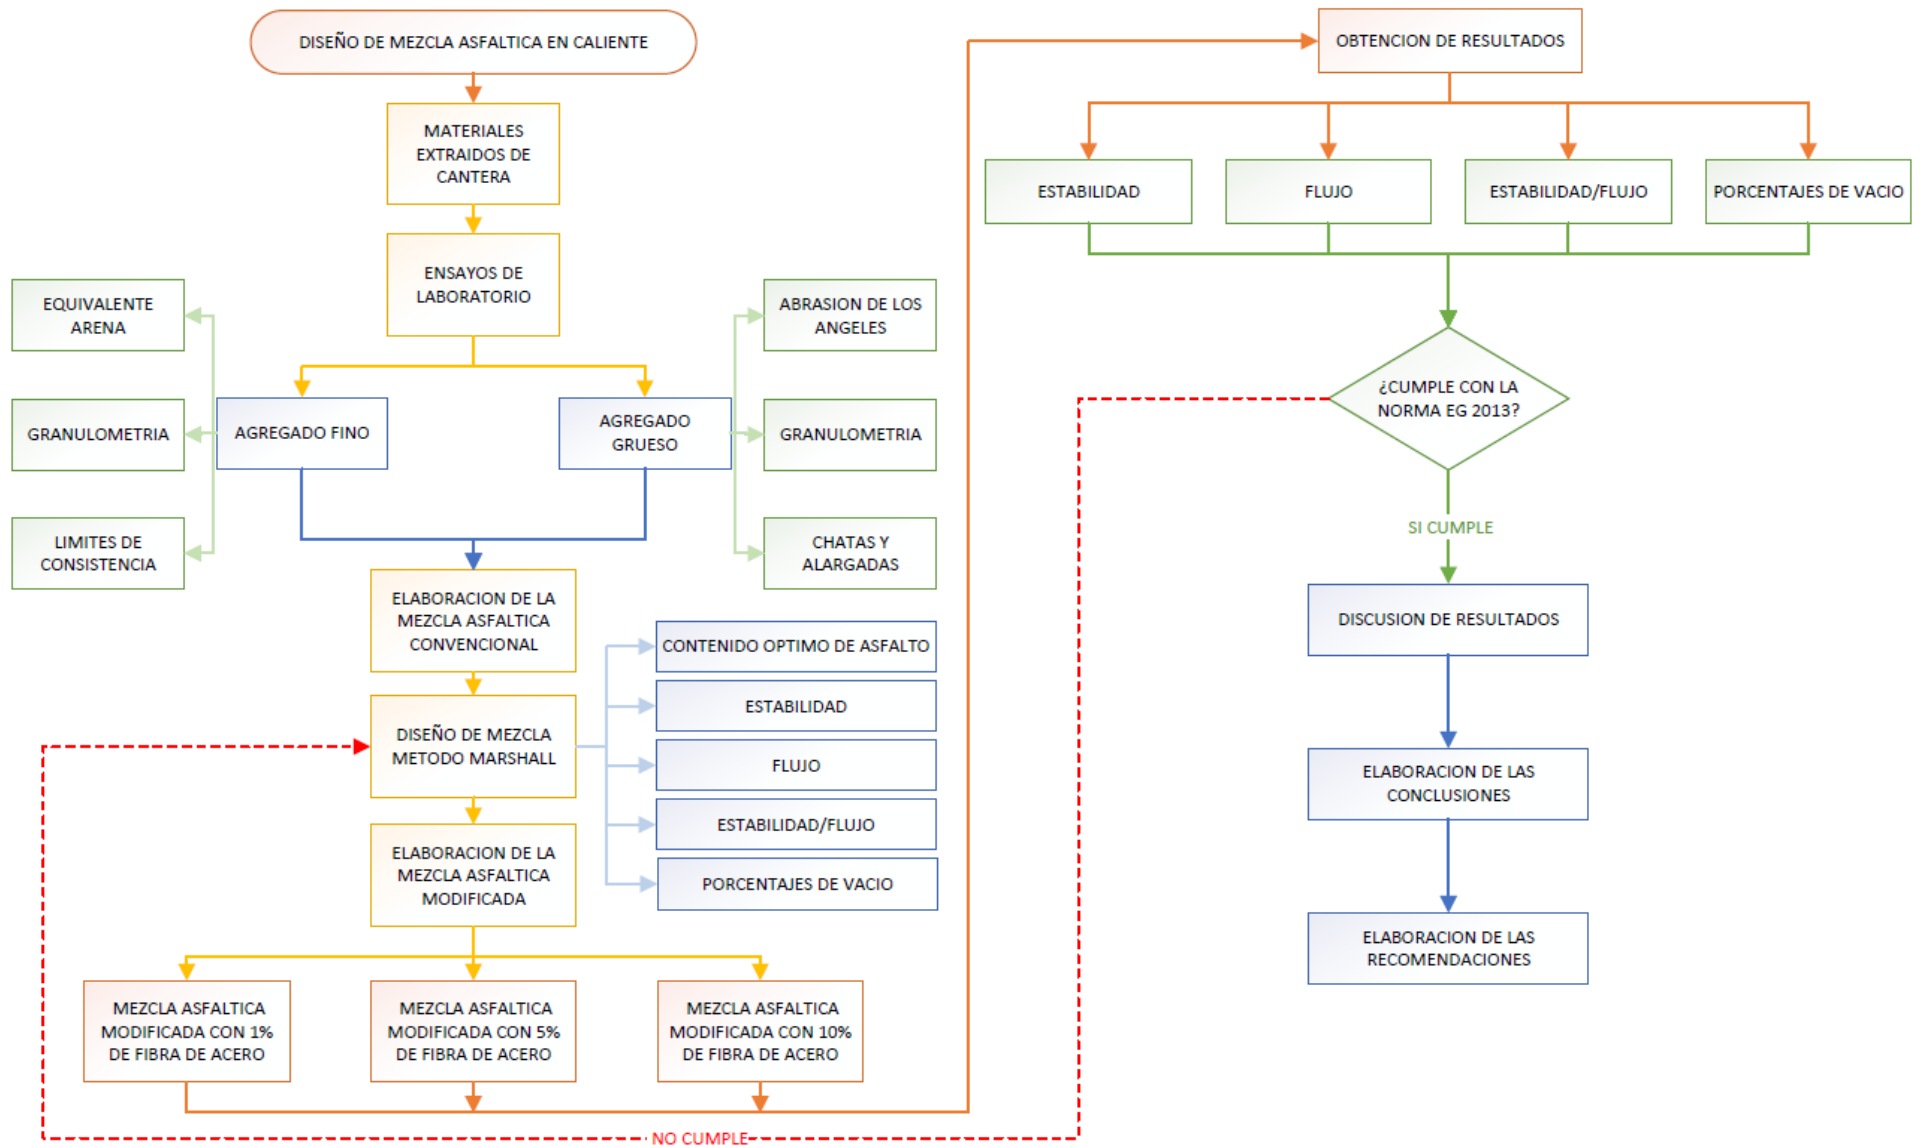 DISEÑO DE MEZCLA ASFALTICA EN CALIENTE
MATERIALES
EXTRAIDOS DE
CANTERA
ENSAYOS DE
LABORATORIO
EQUIVALENTE
ARENA
GRANULOMETRIA
LIMITES DE
CONSISTENCIA
AGREGADO FINO
AGREGADO
GRUESO
ABRASION DE LOS
ANGELES
GRANULOMETRIA
CHATAS Y
ALARGADAS
ELABORACION DE LA
MEZCLA ASFALTICA
CONVENCIONAL
DISEÑO DE MEZCLA
METODO MARSHALL
CONTENIDO OPTIMO DE ASFALTO
ESTABILIDAD
FLUJO
ESTABILIDAD/FLUJO
PORCENTAJES DE VACIO
ELABORACION DE LA
MEZCLA ASFALTICA
MODIFICADA
MEZCLA ASFALTICA
MODIFICADA CON 1%
DE FIBRA DE ACERO
MEZCLA ASFALTICA
MODIFICADA CON 5%
DE FIBRA DE ACERO
MEZCLA ASFALTICA
MODIFICADA CON 10%
DE FIBRA DE ACERO
OBTENCION DE RESULTADOS
ESTABILIDAD
FLUJO
ESTABILIDAD/FLUJO
PORCENTAJES DE VACIO
¿CUMPLE CON LA
NORMA EG 2013?
NO CUMPLE
SI CUMPLE
DISCUSION DE RESULTADOS
ELABORACION DE LAS
CONCLUSIONES
ELABORACION DE LAS
RECOMENDACIONES